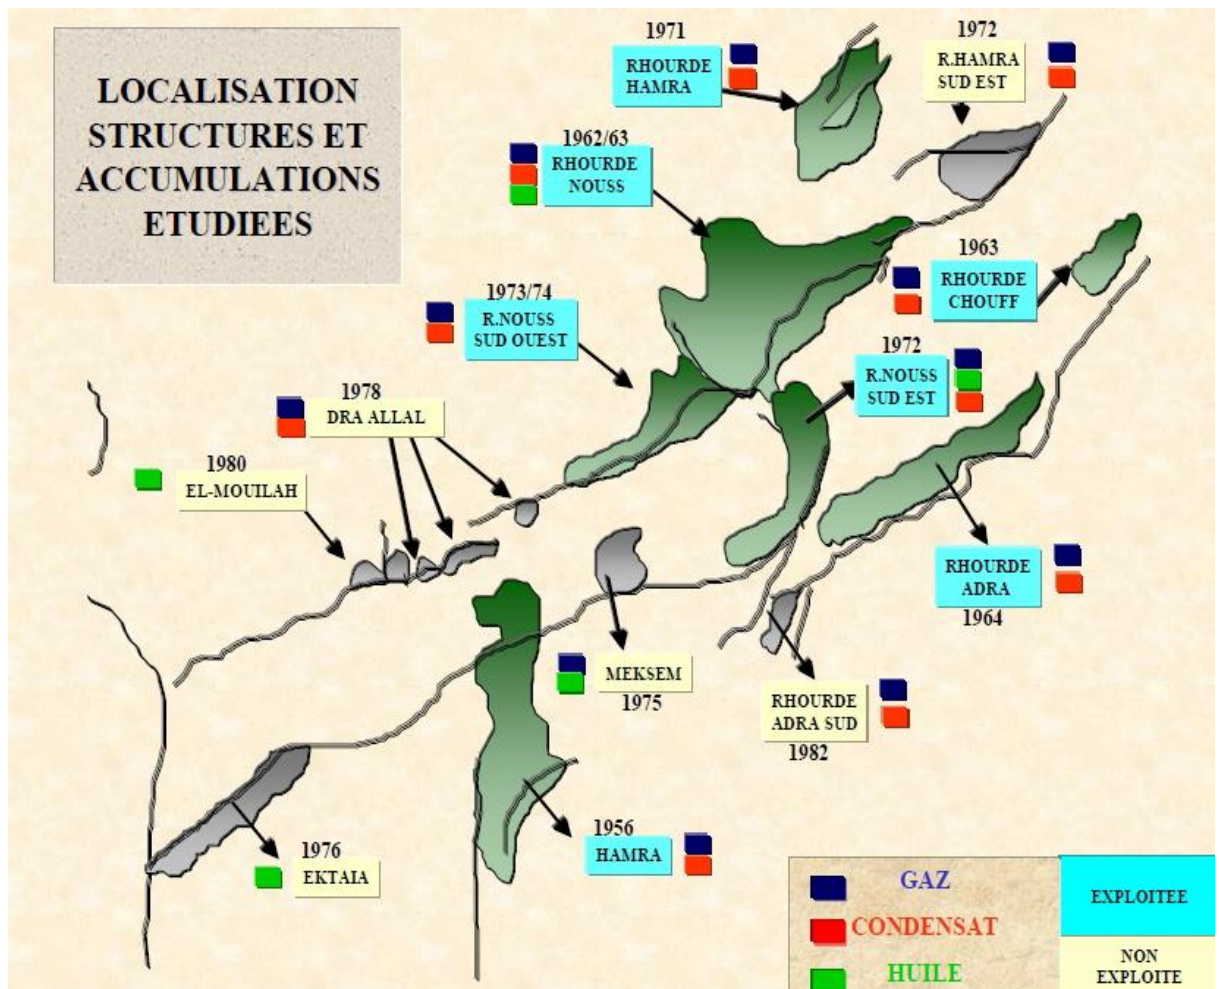 LOCALISATION
STRUCTURES ET
ACCUMULATIONS
ETUDIEES
1971
RHOURDE
HAMRA
1972
R.HAMRA
SUD EST
1962/63
RHOURDE
NOUSS
1963
RHOURDE
CHOUFF
1973/74
R.NOUSS
SUD OUEST
1972
R.NOUSS
SUD EST
1978
DRA ALLAL
1980
EL-MOUILAH
RHOURDE
ADRA
1964
MEKSEM
1975
RHOURDE
ADRA SUD
1982
1956
HAMRA
1976
EKTAIA
GAZ
CONDENSAT
HUILE
EXPLOITEE
NON
EXPLOITE